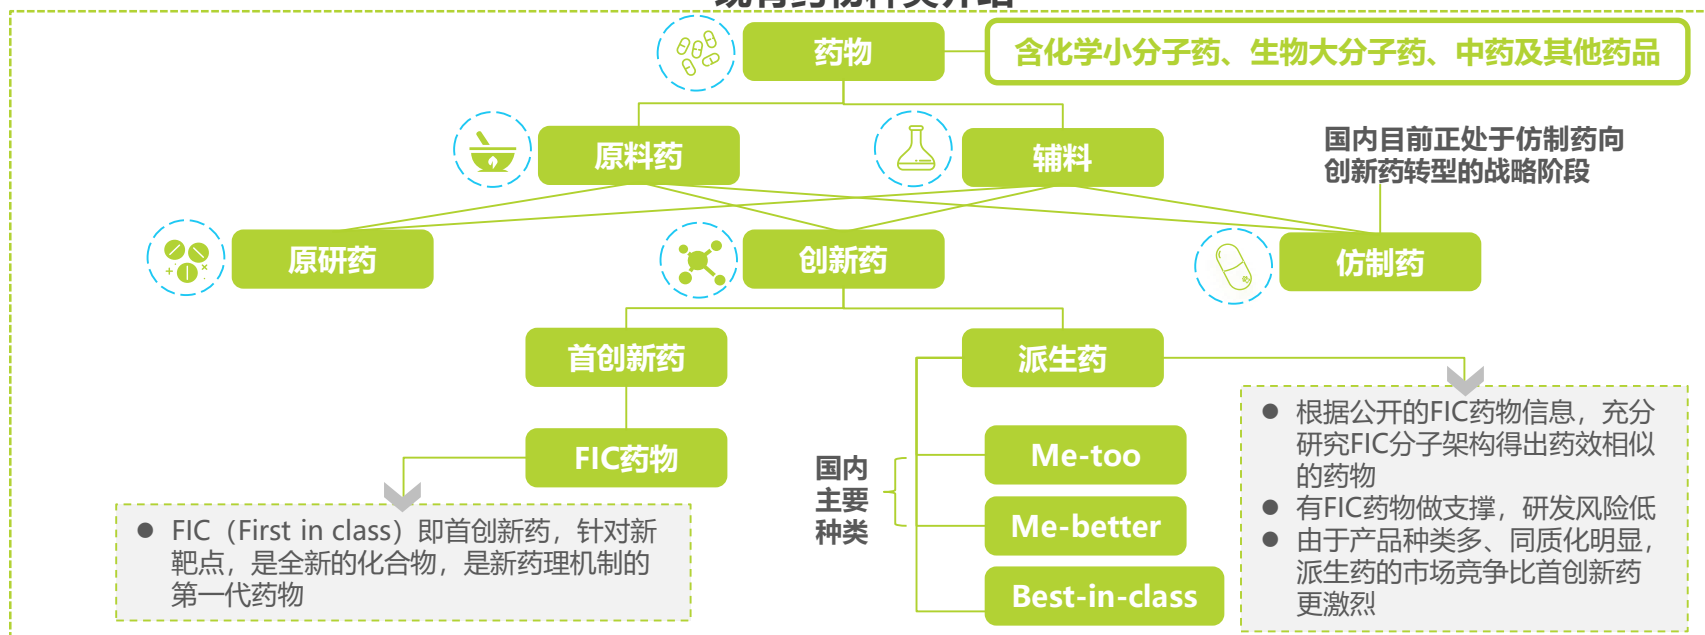 现有药物种类介绍
药物
含化学小分子药、生物大分子药、中药及其他药品
原料药
辅料
国内目前正处于仿制药向
创新药转型的战略阶段
原研药
创新药
仿制药
首创新药
派生药
FIC药物
国内
主要
种类
Me-too
Me-better
Best-in-class
● FIC（First in class）即首创新药，针对新
靶点，是全新的化合物，是新药理机制的
第一代药物
● 根据公开的FIC药物信息，充分
研究FIC分子架构得出药效相似
的药物
● 有FIC药物做支撑，研发风险低
● 由于产品种类多、同质化明显，
派生药的市场竞争比首创新药
更激烈